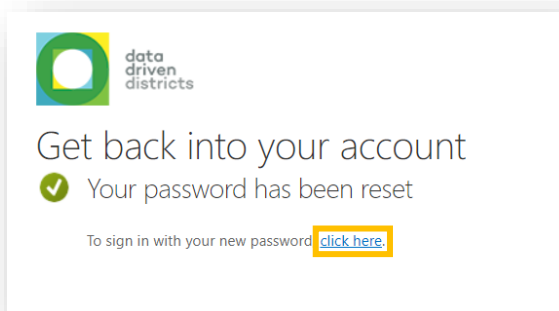 data
driven
districts
Get back into your account
Your password has been reset
To sign in with your new password click here.